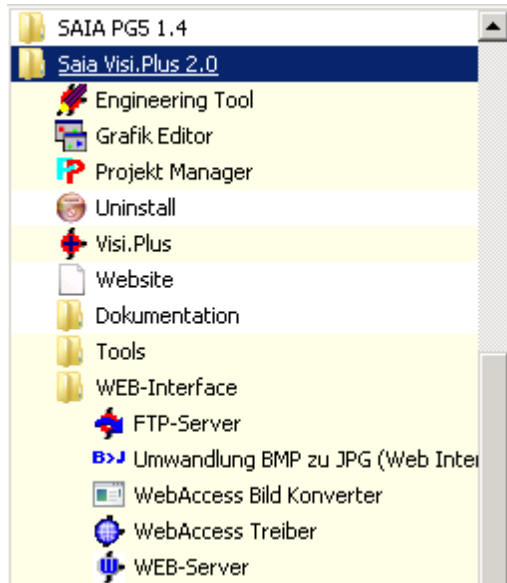 SAIA PG5 1.4
Saia Visi.Plus 2.0
Engineering Tool
Grafik Editor
Projekt Manager
Uninstall
Visi.Plus
Website
Dokumentation
Tools
WEB-Interface
FTP-Server
B>J Umwandlung BMP zu JPG (Web Inter
WebAccess Bild Konverter
WebAccess Treiber
WEB-Server